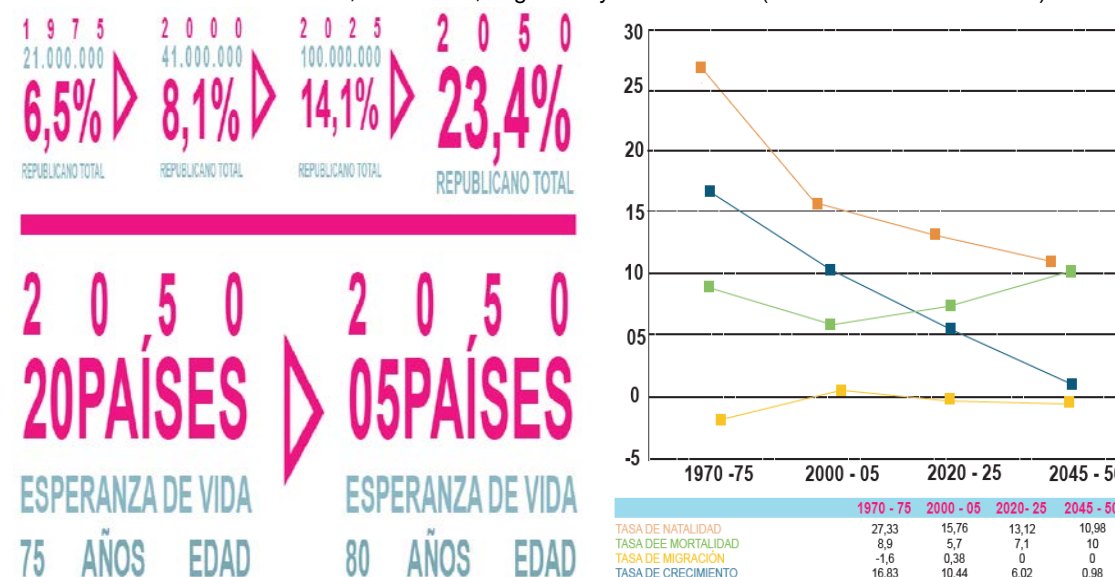 1 9 7 5
21.000.000
6,5%
REPUBLICANO TOTAL
2 0 0 0
41.000.000
8,1%
REPUBLICANO TOTAL
2 0 2 5
100.000.000
14,1%
REPUBLICANO TOTAL
2 0 5 0
23,4%
REPUBLICANO TOTAL
2 0 5 0
20PAÍSES
ESPERANZA DE VIDA
75 AÑOS EDAD
2 0 5 0
05PAÍSES
ESPERANZA DE VIDA
80 AÑOS EDAD
30
25
20
15
10
05
0
-5
1970 -75 2000 - 05 2020 - 25 2045 - 50
1970 - 75 2000 - 05 2020- 25 2045 - 50
TASA DE NATALIDAD 27,33 15,76 13,12 10,98
TASA DEE MORTALIDAD 8,9 5,7 7,1 10
TASA DE MIGRACIÓN -1,6 0,38 0 0
TASA DE CRECIMIENTO 16.83 10.44 6.02 0.98